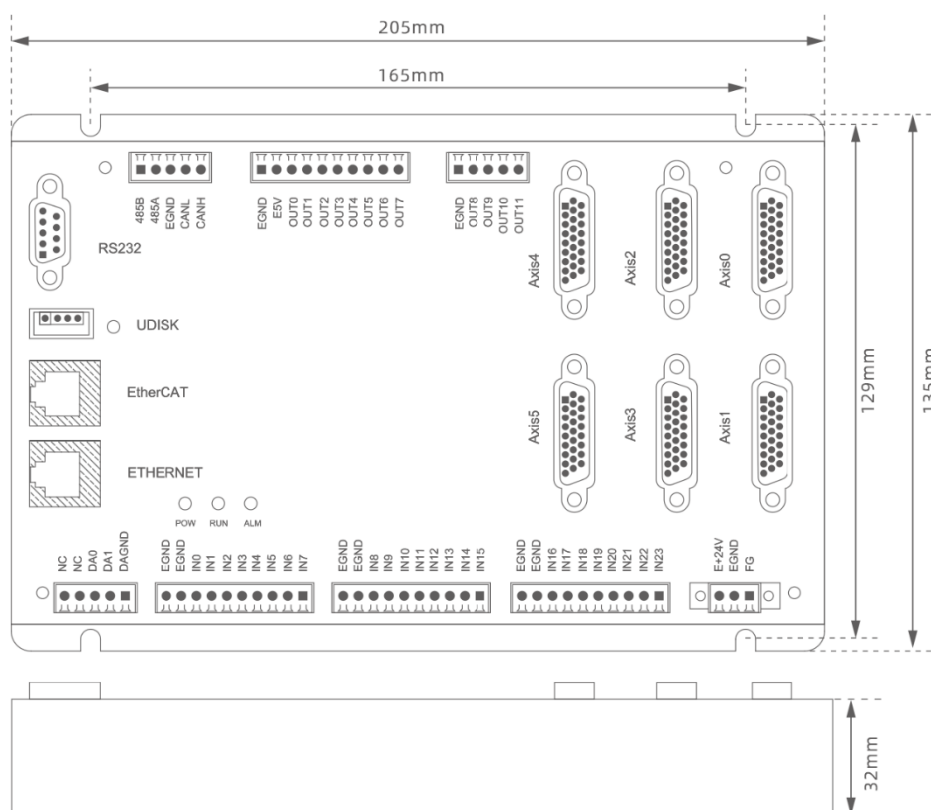 205mm
165mm
485B
485A
EGND
CANL
CANH
EGND
E5V
OUT0
OUT1
OUT2
OUT3
OUT4
OUT5
OUT6
OUT7
EGND
OUT8
OUT9
OUT10
OUT11
RS232
Axis4
Axis2
Axis0
UDISK
EtherCAT
129mm
135mm
Axis5
Axis3
Axis1
ETHERNET
POW
RUN
ALM
NC
NC
DA0
DA1
DAGND
EGND
EGND
IN0
IN1
IN2
IN3
IN4
IN5
IN6
IN7
EGND
EGND
IN8
IN9
IN10
IN11
IN12
IN13
IN14
IN15
EGND
EGND
IN16
IN17
IN18
IN19
IN20
IN21
IN22
IN23
E+24V
EGND
FG
32mm